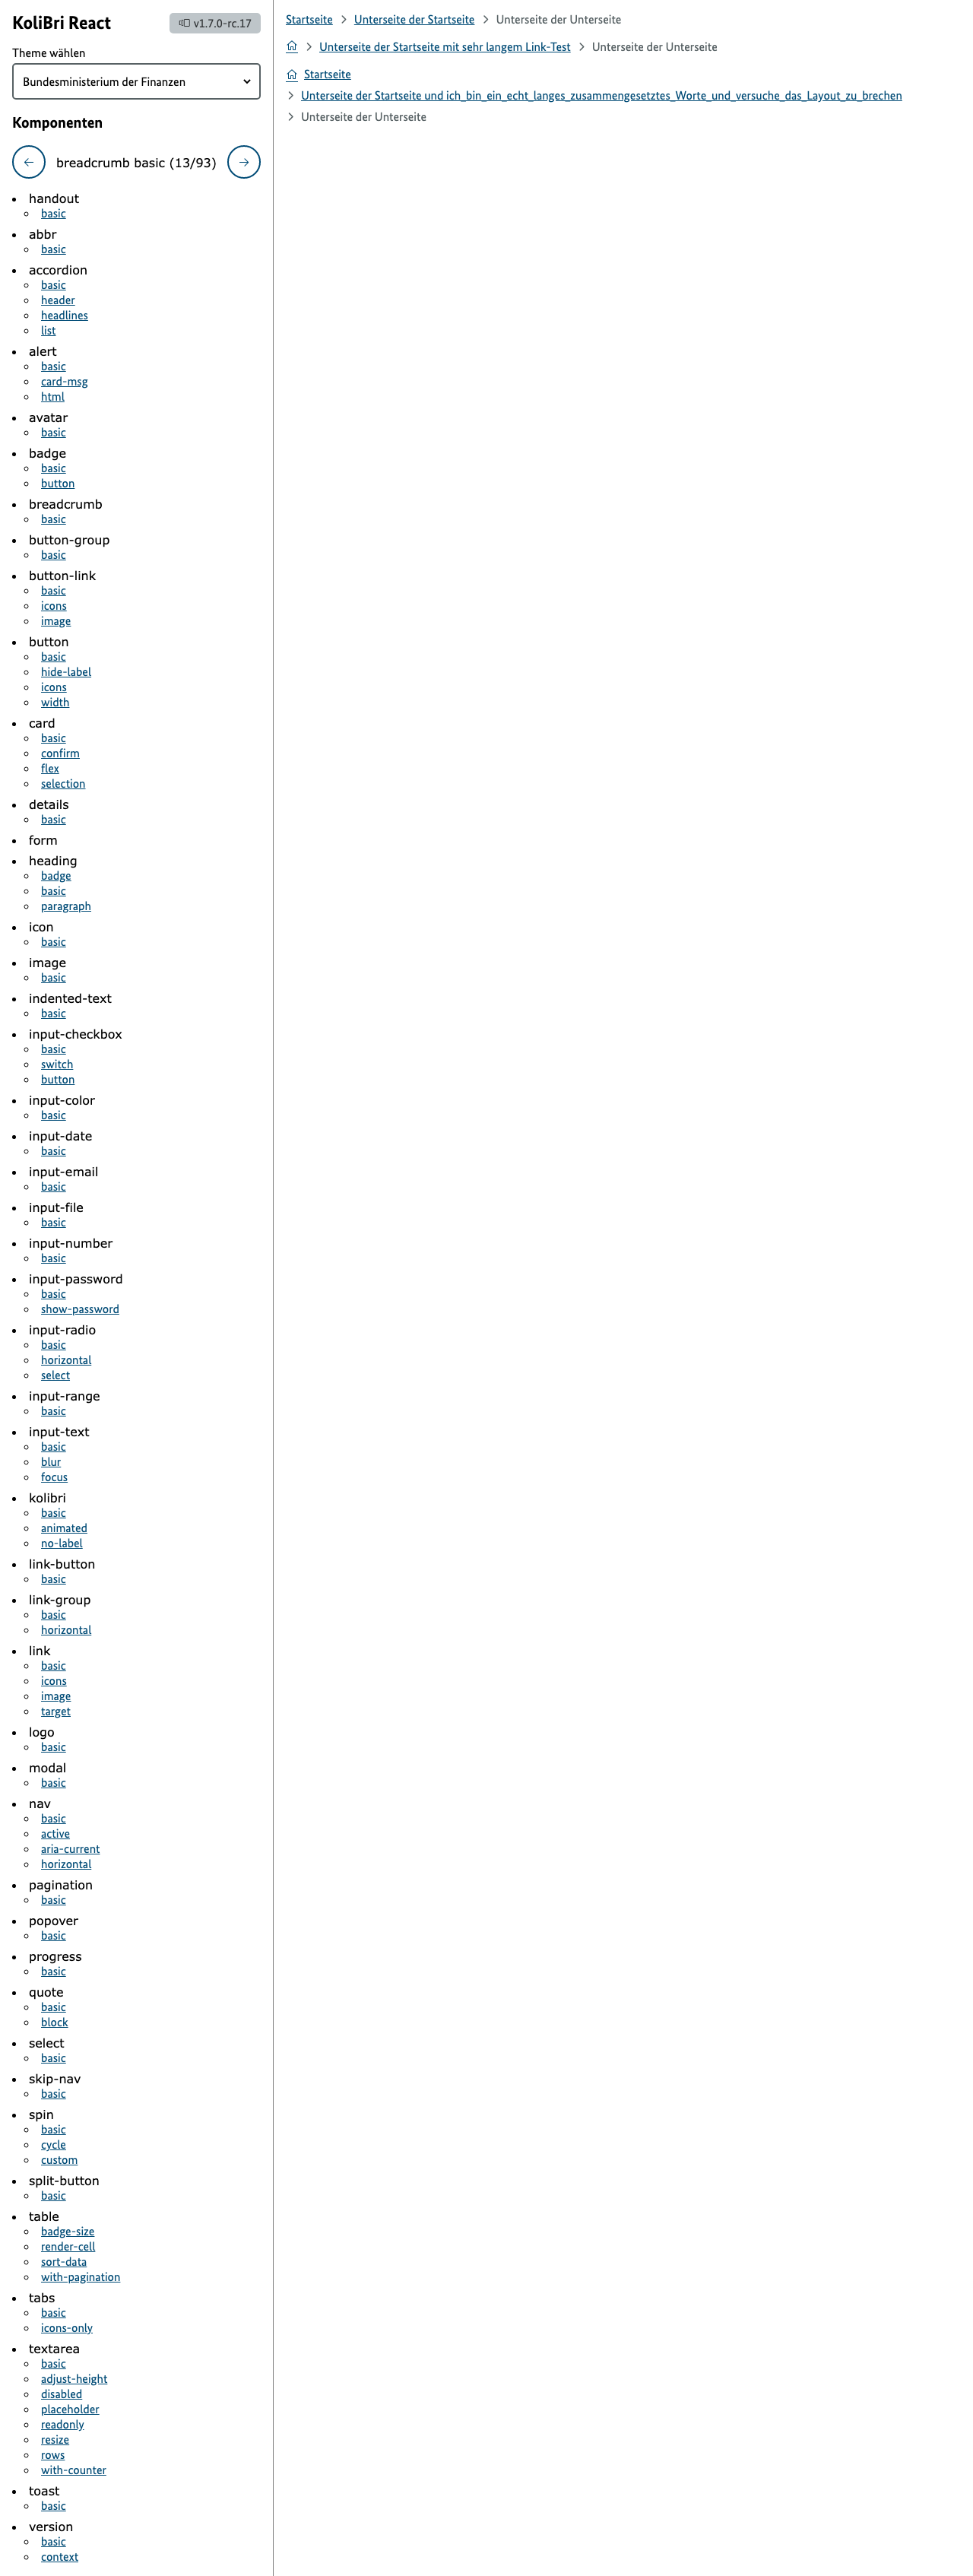 KoliBri React
v1.7.0-rc.17
Theme wählen
Bundesministerium der Finanzen
Komponenten
breadcrumb basic (13/93)
handout
basic
abbr
basic
accordion
basic
header
headlines
list
alert
basic
card-msg
html
avatar
basic
badge
basic
button
breadcrumb
basic
button-group
basic
button-link
basic
icons
image
button
basic
hide-label
icons
width
card
basic
confirm
flex
selection
details
basic
form
heading
badge
basic
paragraph
icon
basic
image
basic
indented-text
basic
input-checkbox
basic
switch
button
input-color
basic
input-date
basic
input-email
basic
input-file
basic
input-number
basic
input-password
basic
show-password
input-radio
basic
horizontal
select
input-range
basic
input-text
basic
blur
focus
kolibri
basic
animated
no-label
link-button
basic
link-group
basic
horizontal
link
basic
icons
image
target
logo
basic
modal
basic
nav
basic
active
aria-current
horizontal
pagination
basic
popover
basic
progress
basic
quote
basic
block
select
basic
skip-nav
basic
spin
basic
cycle
custom
split-button
basic
table
badge-size
render-cell
sort-data
with-pagination
tabs
basic
icons-only
textarea
basic
adjust-height
disabled
placeholder
readonly
resize
rows
with-counter
toast
basic
version
basic
context
Startseite Unterseite der Startseite Unterseite der Unterseite
Unterseite der Startseite mit sehr langem Link-Test Unterseite der Unterseite
Startseite
Unterseite der Startseite und ich_bin_ein_echt_langes_zusammengesetztes_Worte_und_versuche_das_Layout_zu_brechen
Unterseite der Unterseite